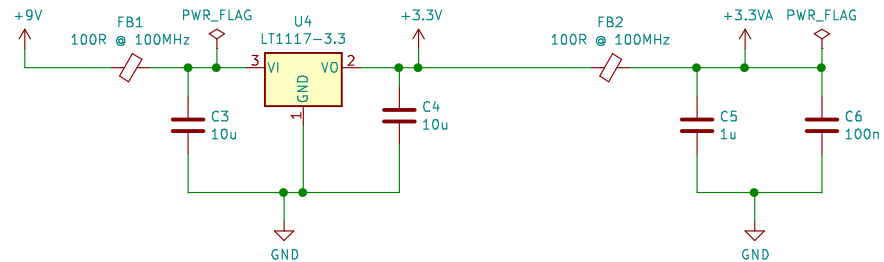 +9V
FB1
100R @ 100MHz
PWR_FLAG
U4
LT1117-3.3
3
VI
VO
2
GND
1
+3.3V
C3
10u
C4
10u
GND
FB2
100R @ 100MHz
+3.3VA
PWR_FLAG
C5
1u
C6
100n
GND